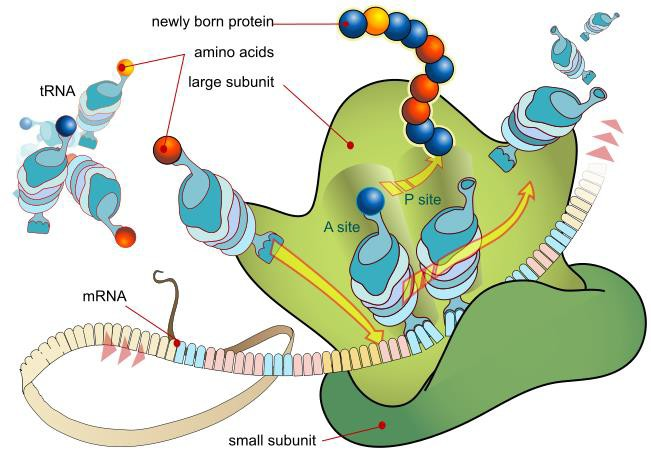 newly born protein
amino acids
tRNA
large subunit
A site
P site
mRNA
small subunit